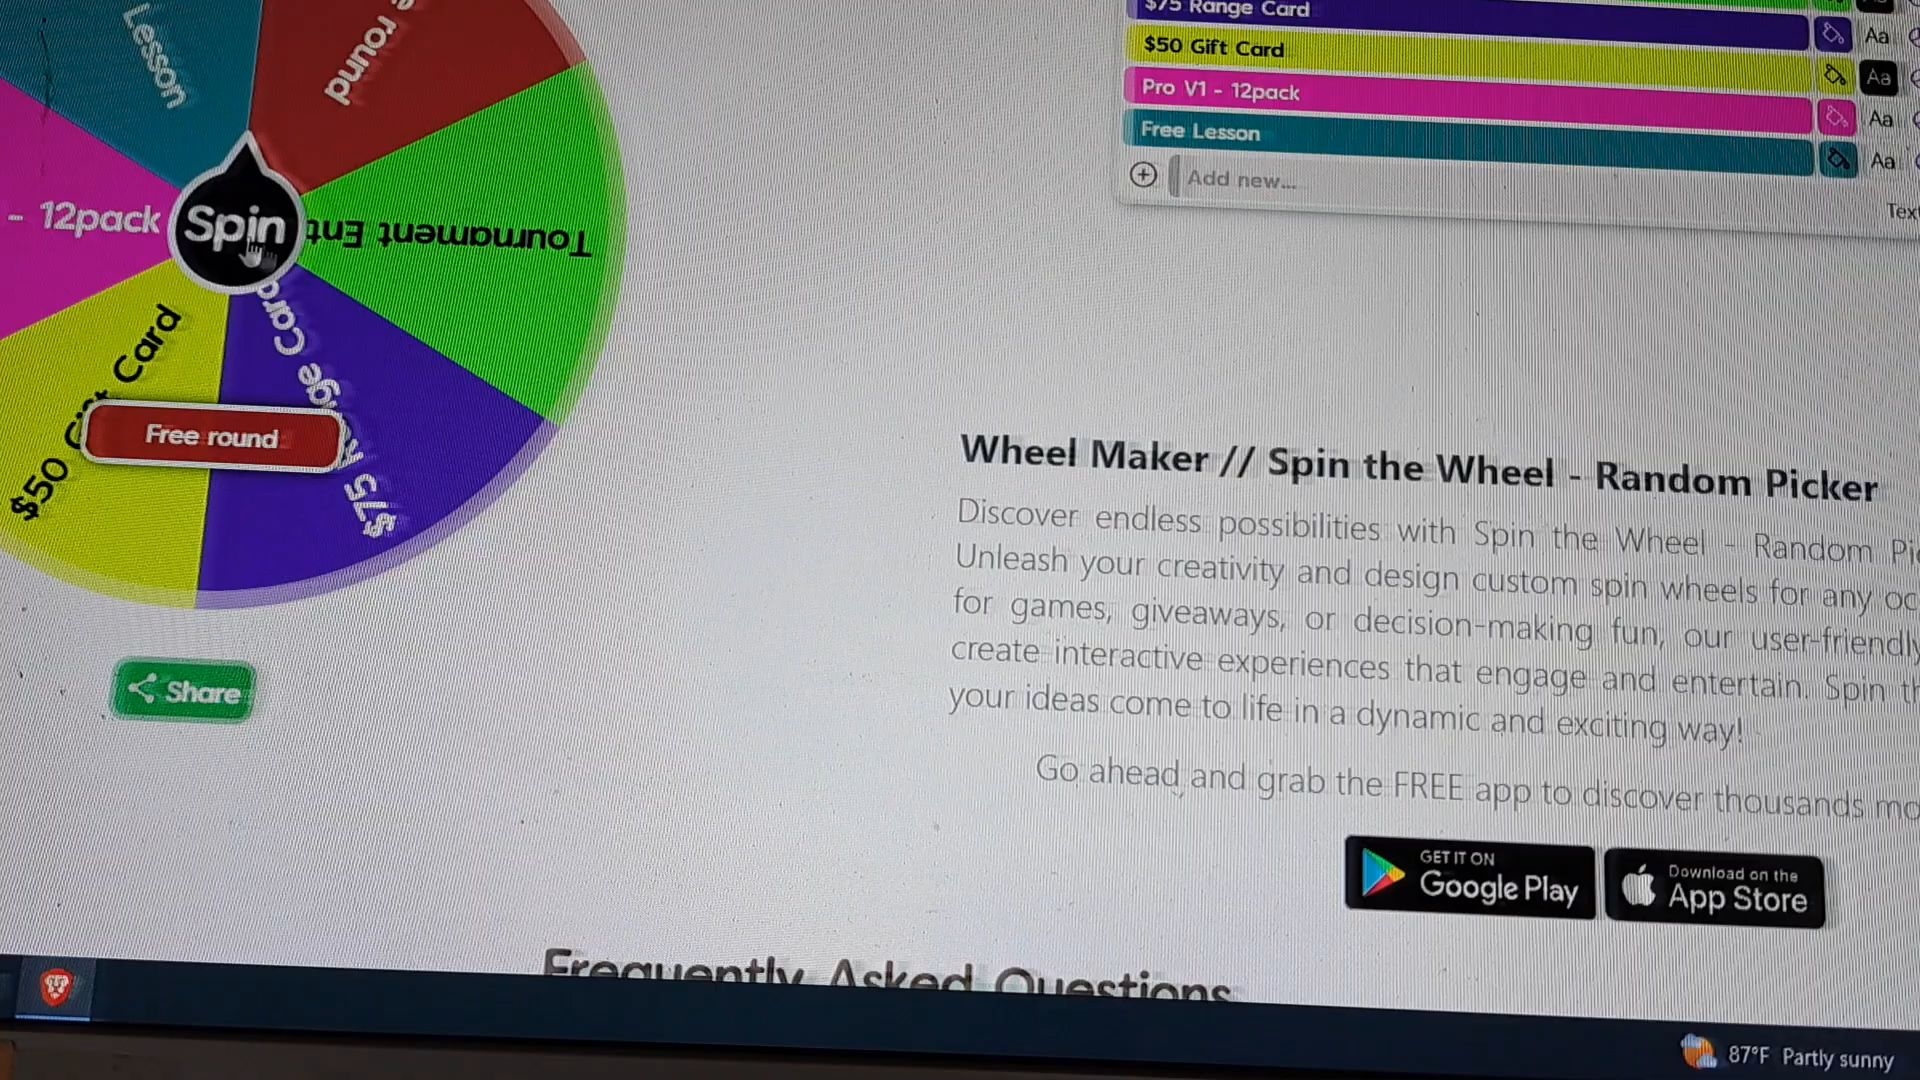 Lesson
e round
Tournament Ent
$75 Range Card
$50 Gift Card
- 12pack
Spin
Free round
Share
$75 Range Card
Aa
$50 Gift Card
Aa
Pro V1 - 12pack
Aa
Free Lesson
Aa
Add new...
Text
Wheel Maker // Spin the Wheel - Random Picker
Discover endless possibilities with Spin the Wheel - Random Pic
Unleash your creativity and design custom spin wheels for any oc
for games, giveaways, or decision-making fun, our user-friendly
create interactive experiences that engage and entertain. Spin th
your ideas come to life in a dynamic and exciting way!
Go ahead and grab the FREE app to discover thousands mo
GET IT ON
Google Play
Download on the
App Store
Frequently Asked Questions
87°F Partly sunny